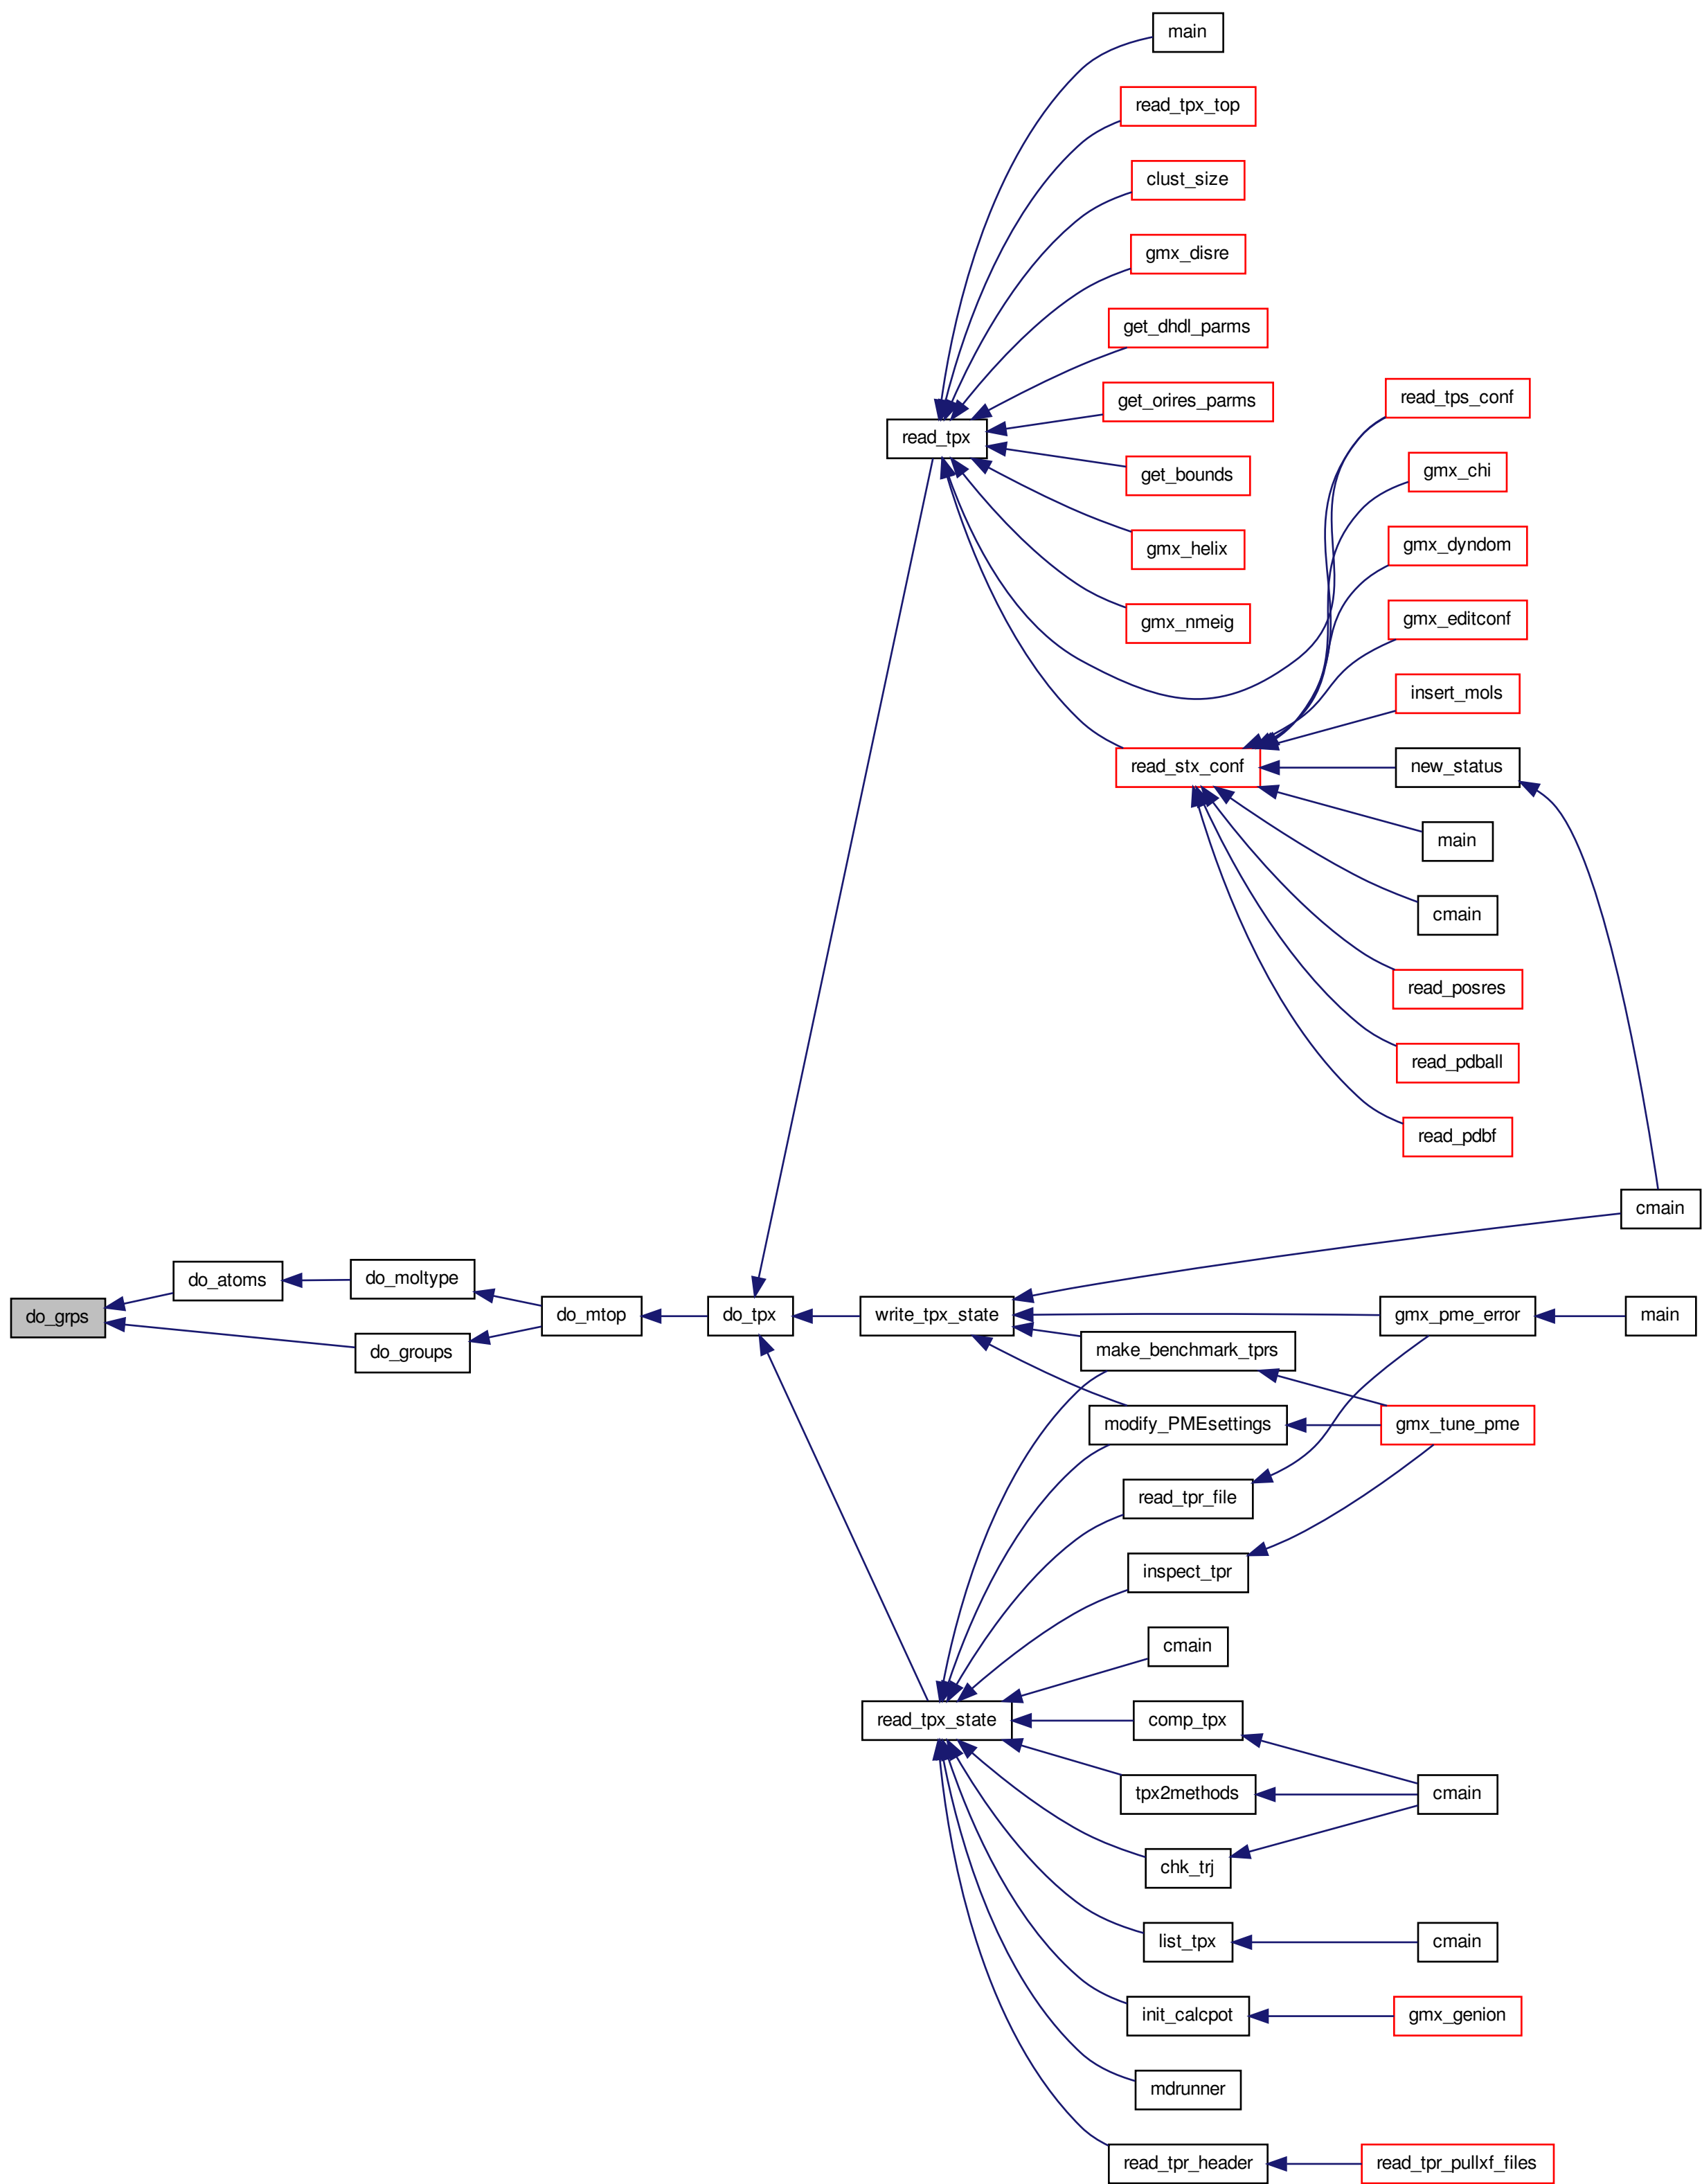 main
read_tpx_top
clust_size
gmx_disre
get_dhdl_parms
read_tps_conf
get_orires_parms
read_tpx
gmx_chi
get_bounds
gmx_dyndom
gmx_helix
gmx_editconf
gmx_nmeig
insert_mols
read_stx_conf
new_status
main
cmain
read_posres
read_pdball
read_pdbf
cmain
do_atoms
do_moltype
do_grps
do_mtop
do_tpx
write_tpx_state
gmx_pme_error
main
do_groups
make_benchmark_tprs
modify_PMEsettings
gmx_tune_pme
read_tpr_file
inspect_tpr
cmain
read_tpx_state
comp_tpx
tpx2methods
cmain
chk_trj
list_tpx
cmain
init_calcpot
gmx_genion
mdrunner
read_tpr_header
read_tpr_pullxf_files